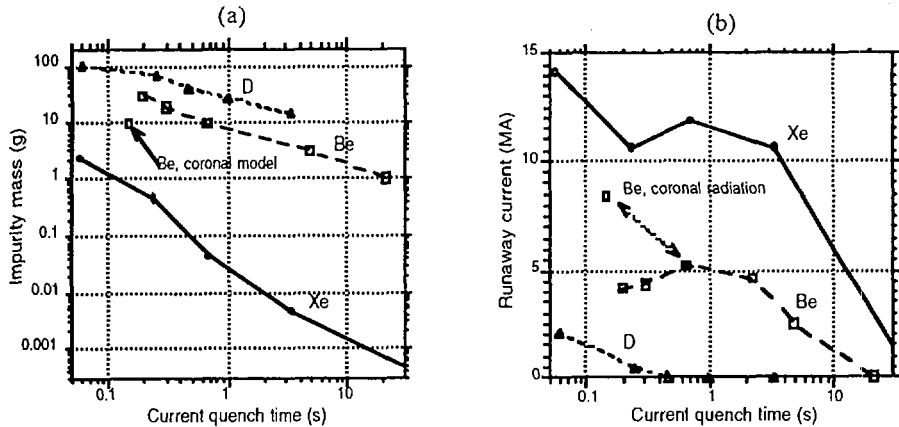 (a)
Impurity mass (g)
100
10
1
0.1
0.01
0.001
D
Be
Be, coronal model
Xe
0.1
1
10
Current quench time (s)
(b)
Runaway current (MA)
15
10
5
0
Xe
Be, coronal radiation
Be
D
0.1
1
10
Current quench time (s)